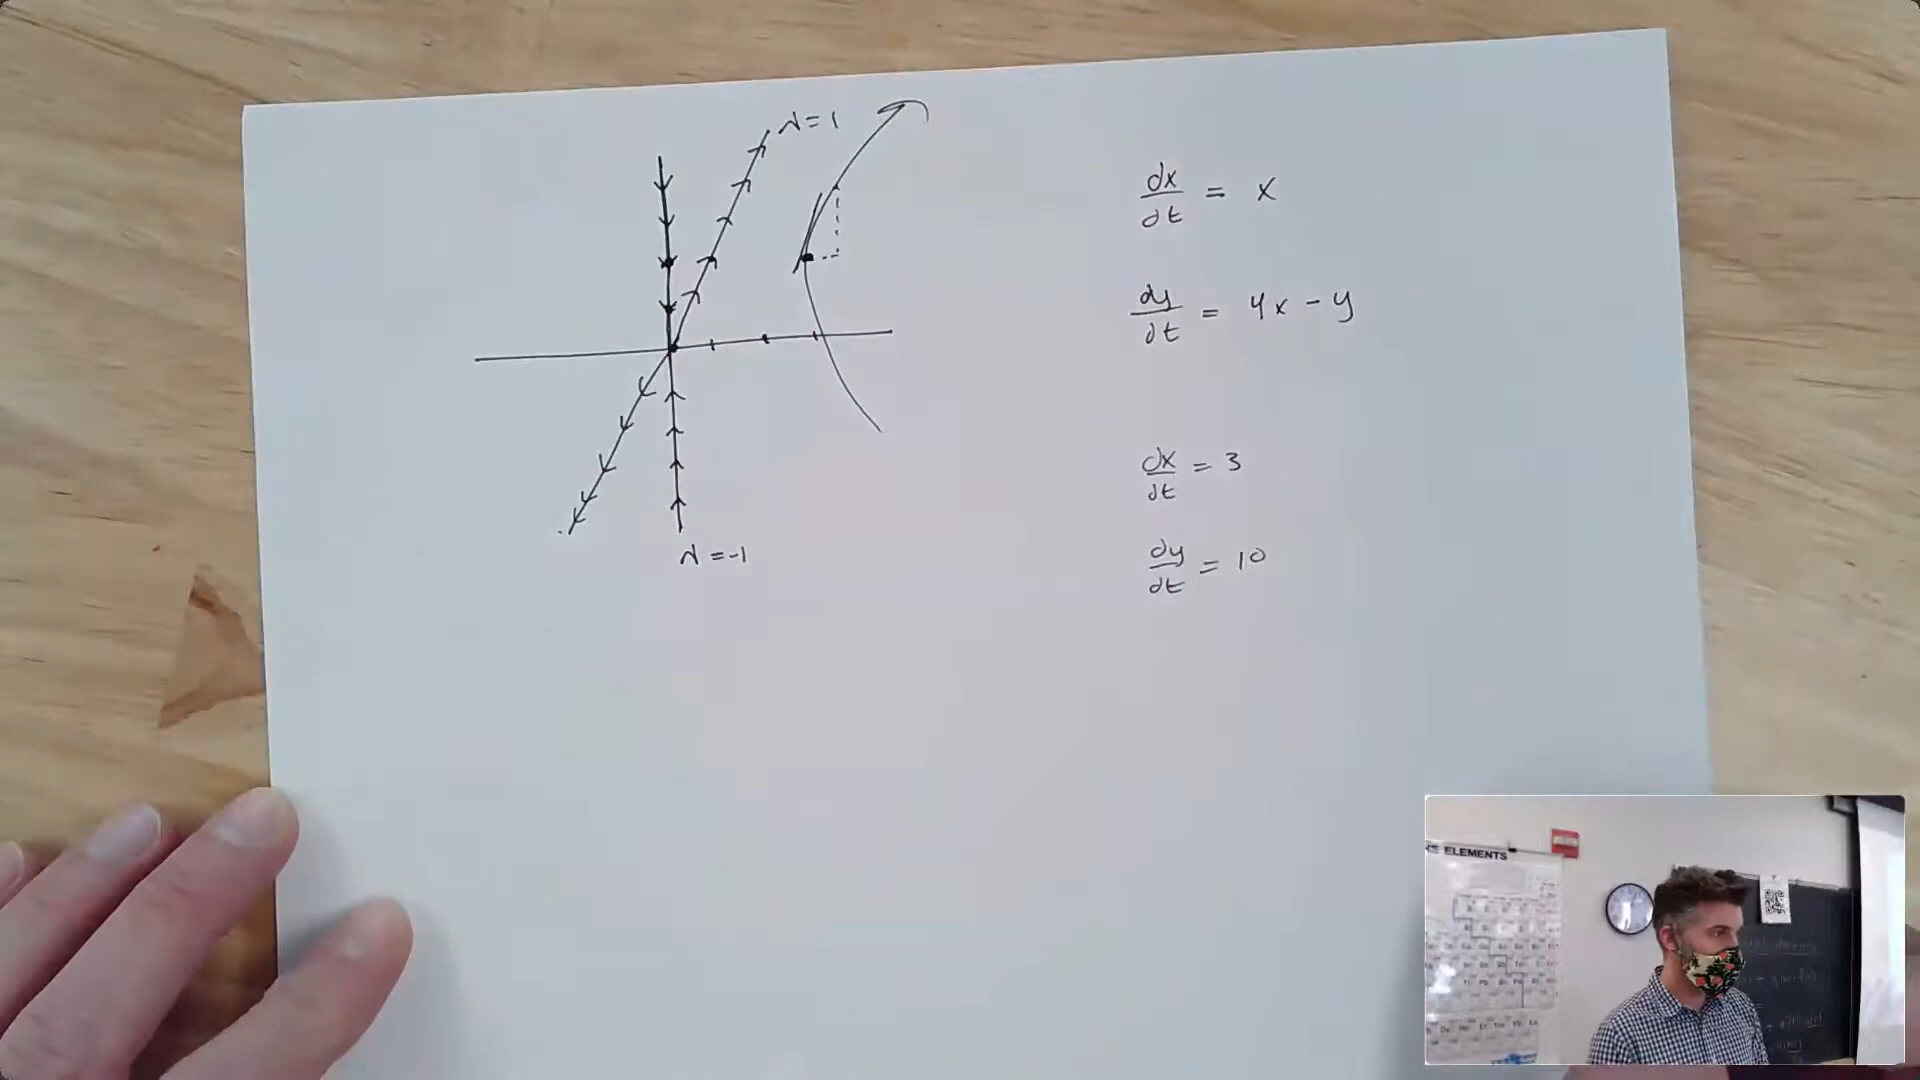 λ=1
dx/dt = x
dy/dt = 4x - y
dx/dt = 3
dy/dt = 10
λ=-1
ELEMENTS